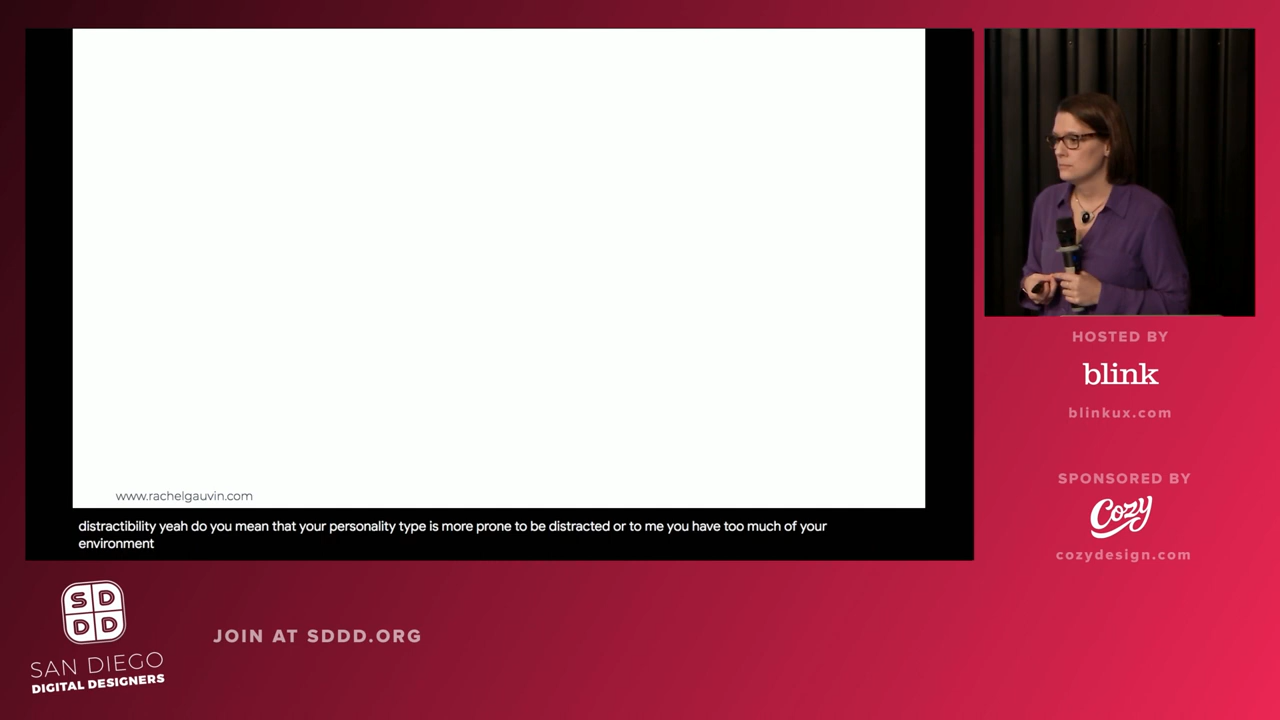 www.rachelgauvin.com
distractibility yeah do you mean that your personality type is more prone to be distracted or to me you have too much of your
environment
HOSTED BY
blink
blinkux.com
SPONSORED BY
Cozy
cozydesign.com
SD
DD
SAN DIEGO
DIGITAL DESIGNERS
JOIN AT SDDD.ORG